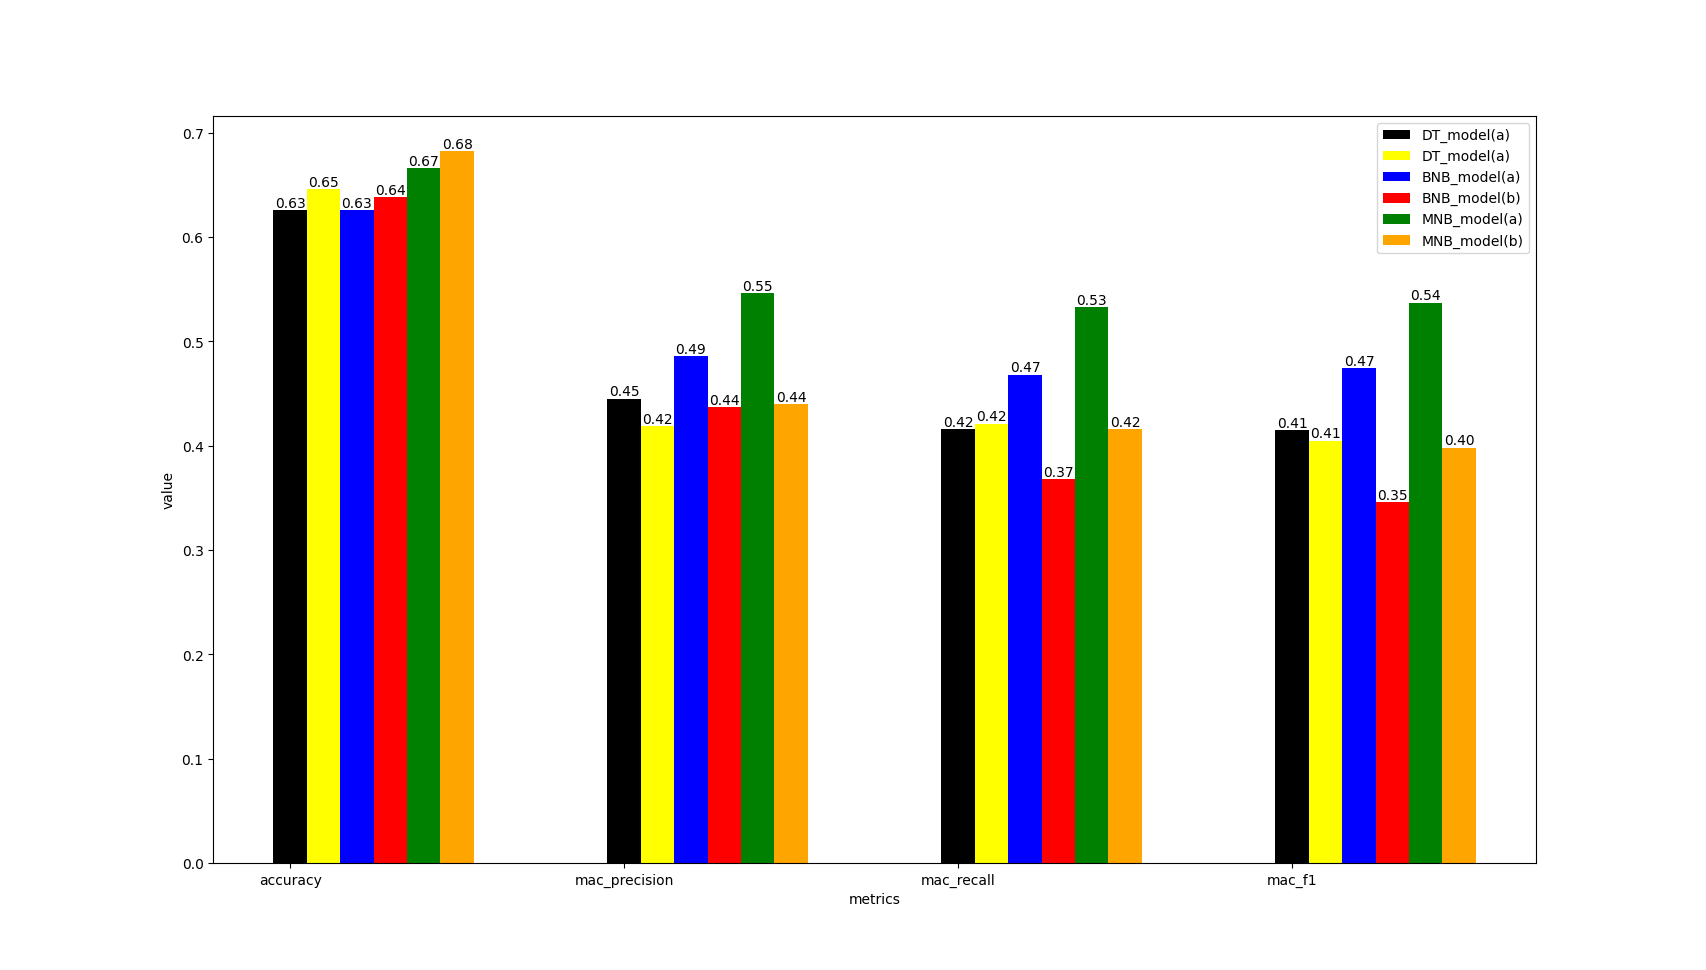 DT_model(a)
DT_model(a)
BNB_model(a)
BNB_model(b)
MNB_model(a)
MNB_model(b)
0.7
0.6
0.5
0.4
0.3
0.2
0.1
0.0
value
0.63
0.65
0.63
0.64
0.67
0.68
0.45
0.42
0.49
0.44
0.55
0.44
0.42
0.42
0.47
0.37
0.53
0.42
0.41
0.41
0.47
0.35
0.54
0.40
accuracy
mac_precision
mac_recall
mac_f1
metrics